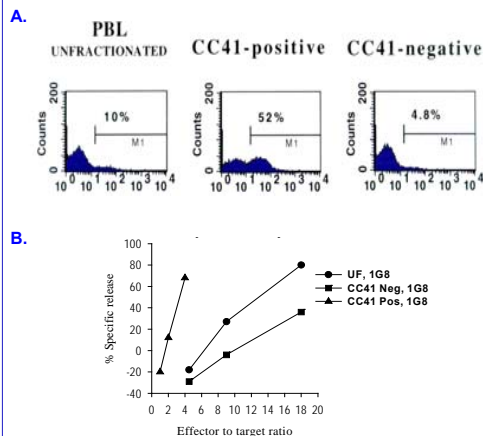 A.
PBL
UNFRACTIONATED
CC41-positive
CC41-negative
200
Counts
0
10%
M1
10 0 10 1 10 2 10 3 10 4
200
Counts
0
52%
M1
10 0 10 1 10 2 10 3 10 4
200
Counts
0
4.8%
M1
10 0 10 1 10 2 10 3 10 4
B.
% Specific release
100
80
60
40
20
0
-20
-40
0 2 4 6 8 10 12 14 16 18 20
Effector to target ratio
UF, 1G8
CC41 Neg, 1G8
CC41 Pos, 1G8